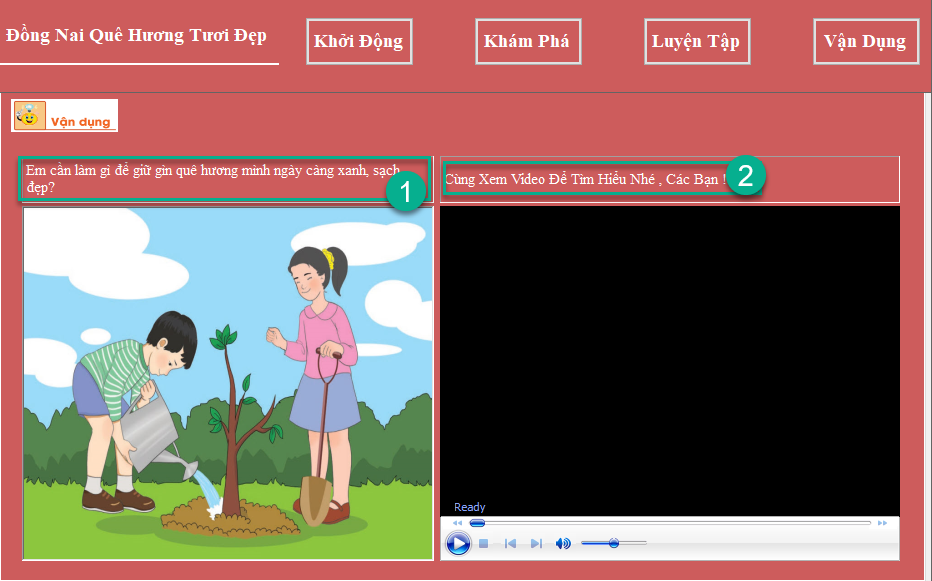 Đồng Nai Quê Hương Tươi Đẹp
Khởi Động
Khám Phá
Luyện Tập
Vận Dụng
Vận dụng
Em cần làm gì để giữ gìn quê hương mình ngày càng xanh, sạch
đẹp?
1
Cùng Xem Video Để Tìm Hiểu Nhé , Các Bạn !
2
Ready